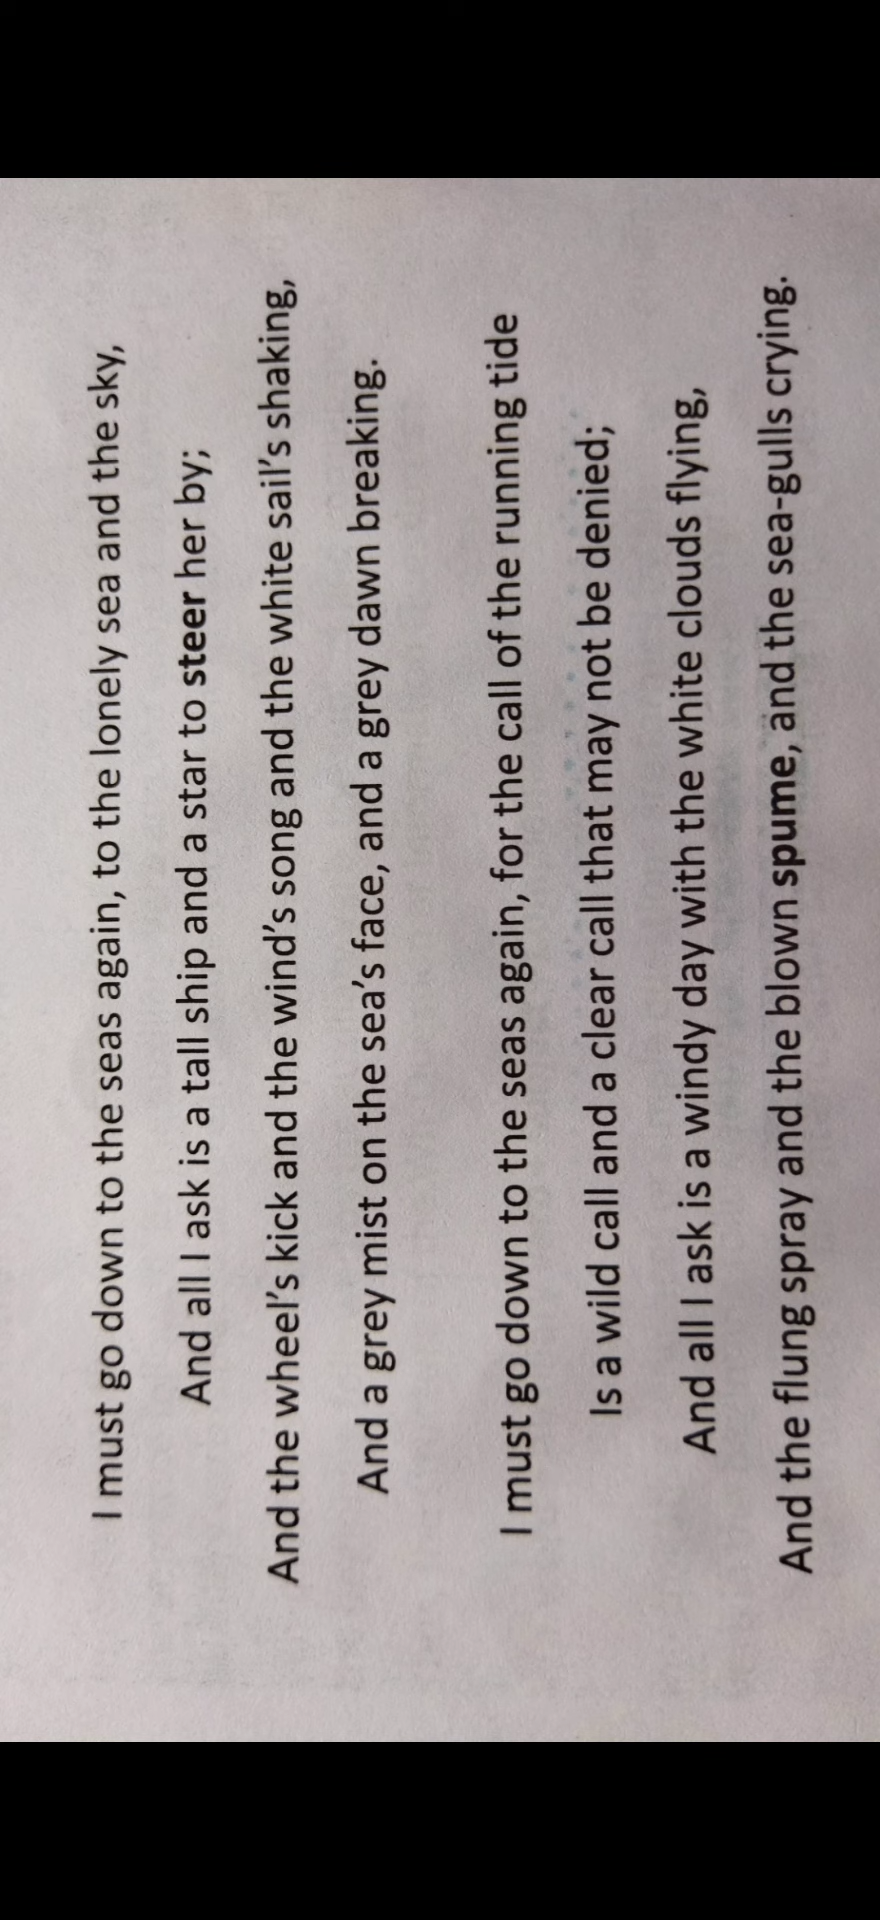 I must go down to the seas again, to the lonely sea and the sky,
And all I ask is a tall ship and a star to steer her by;
And the wheel’s kick and the wind’s song and the white sail’s shaking,
And a grey mist on the sea’s face, and a grey dawn breaking.
I must go down to the seas again, for the call of the running tide
Is a wild call and a clear call that may not be denied;
And all I ask is a windy day with the white clouds flying,
And the flung spray and the blown spume, and the sea-gulls crying.